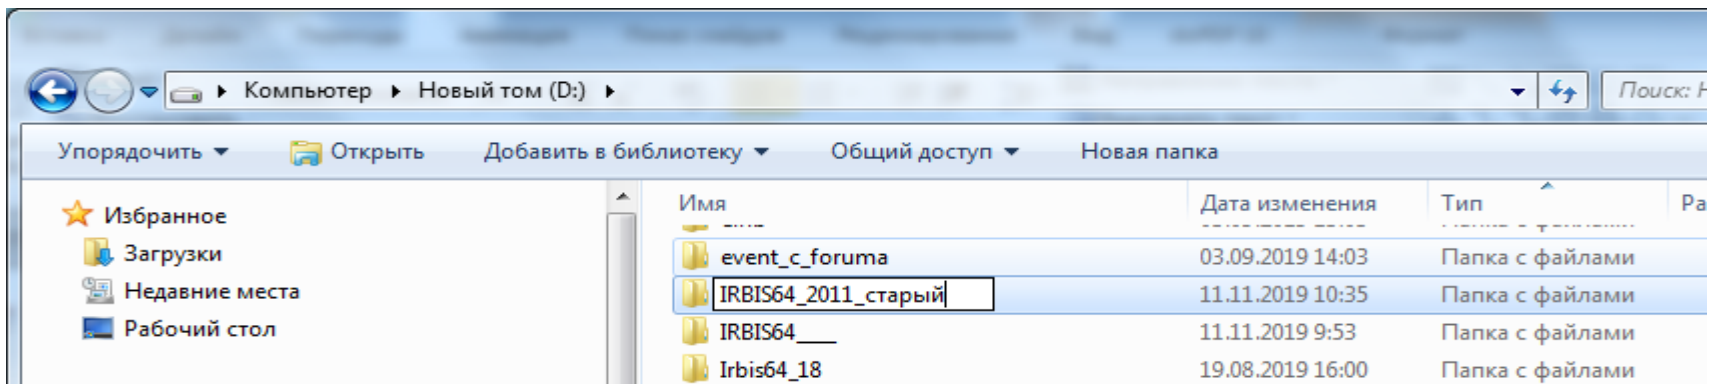 Компьютер Новый том (D:) Поиск: Н
Упорядочить Открыть Добавить в библиотеку Общий доступ Новая папка
Избранное
Загрузки
Недавние места
Рабочий стол
Имя Дата изменения Тип Ра
event_c_foruma 03.09.2019 14:03 Папка с файлами
IRBIS64_2011_старый 11.11.2019 10:35 Папка с файлами
IRBIS64____ 11.11.2019 9:53 Папка с файлами
Irbis64_18 19.08.2019 16:00 Папка с файлами